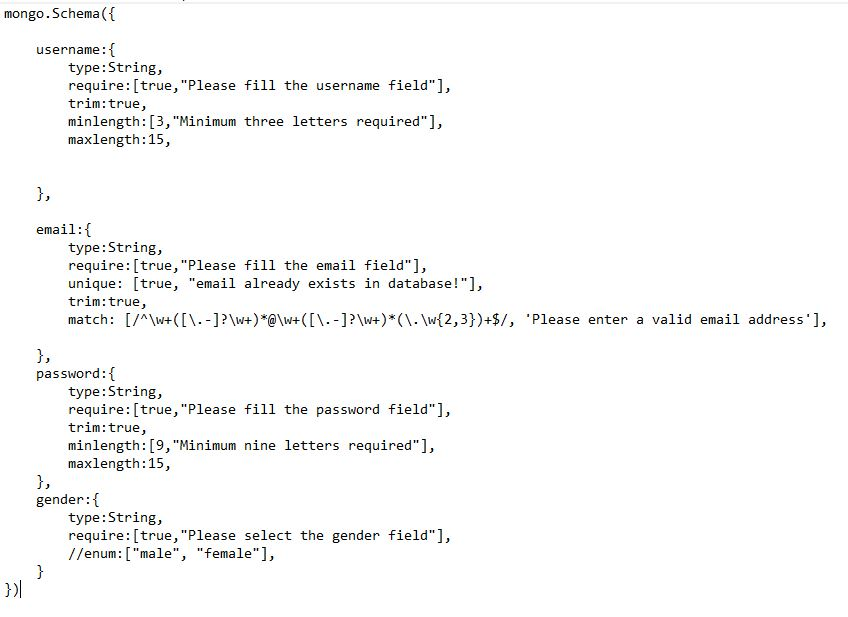 mongo.Schema({
username:{
type:String,
require:[true,"Please fill the username field"],
trim:true,
minlength:[3,"Minimum three letters required"],
maxlength:15,
},
email:{
type:String,
require:[true,"Please fill the email field"],
unique: [true, "email already exists in database!"],
trim:true,
match: [/^\w+([\.-]?\w+)*@\w+([\.-]?\w+)*(\.\w{2,3})+$/, 'Please enter a valid email address'],
},
password:{
type:String,
require:[true,"Please fill the password field"],
trim:true,
minlength:[9,"Minimum nine letters required"],
maxlength:15,
},
gender:{
type:String,
require:[true,"Please select the gender field"],
//enum:["male", "female"],
}
})